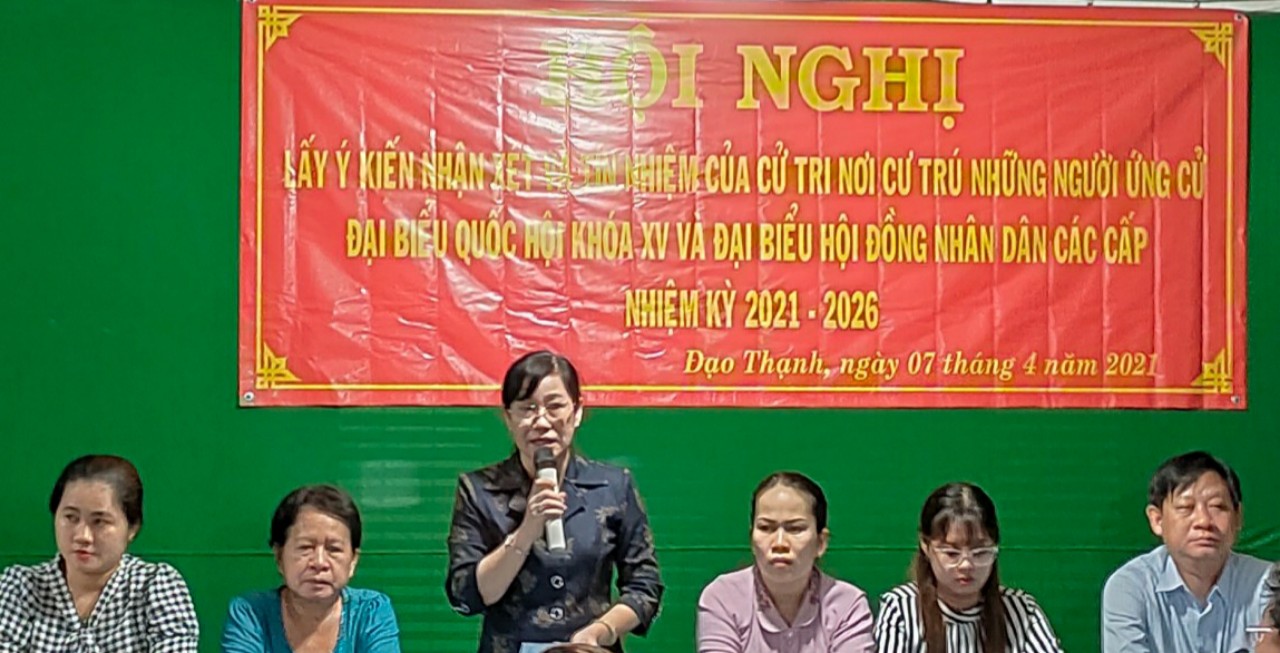 HỘI NGHỊ
LẤY Ý KIẾN NHẬN XÉT VÀ TÍN NHIỆM CỦA CỬ TRI NƠI CƯ TRÚ NHỮNG NGƯỜI ỨNG CỬ
ĐẠI BIỂU QUỐC HỘI KHÓA XV VÀ ĐẠI BIỂU HỘI ĐỒNG NHÂN DÂN CÁC CẤP
NHIỆM KỲ 2021 - 2026
Đạo Thạnh, ngày 07 tháng 4 năm 2021